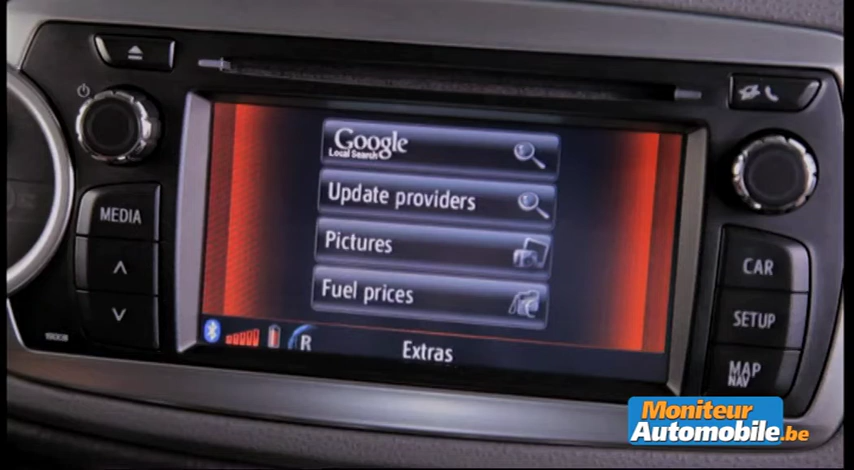 Google
Local Search
Update providers
MEDIA
Pictures
CAR
Fuel prices
SETUP
R
Extras
MAP
NAV
Moniteur
Automobile.be